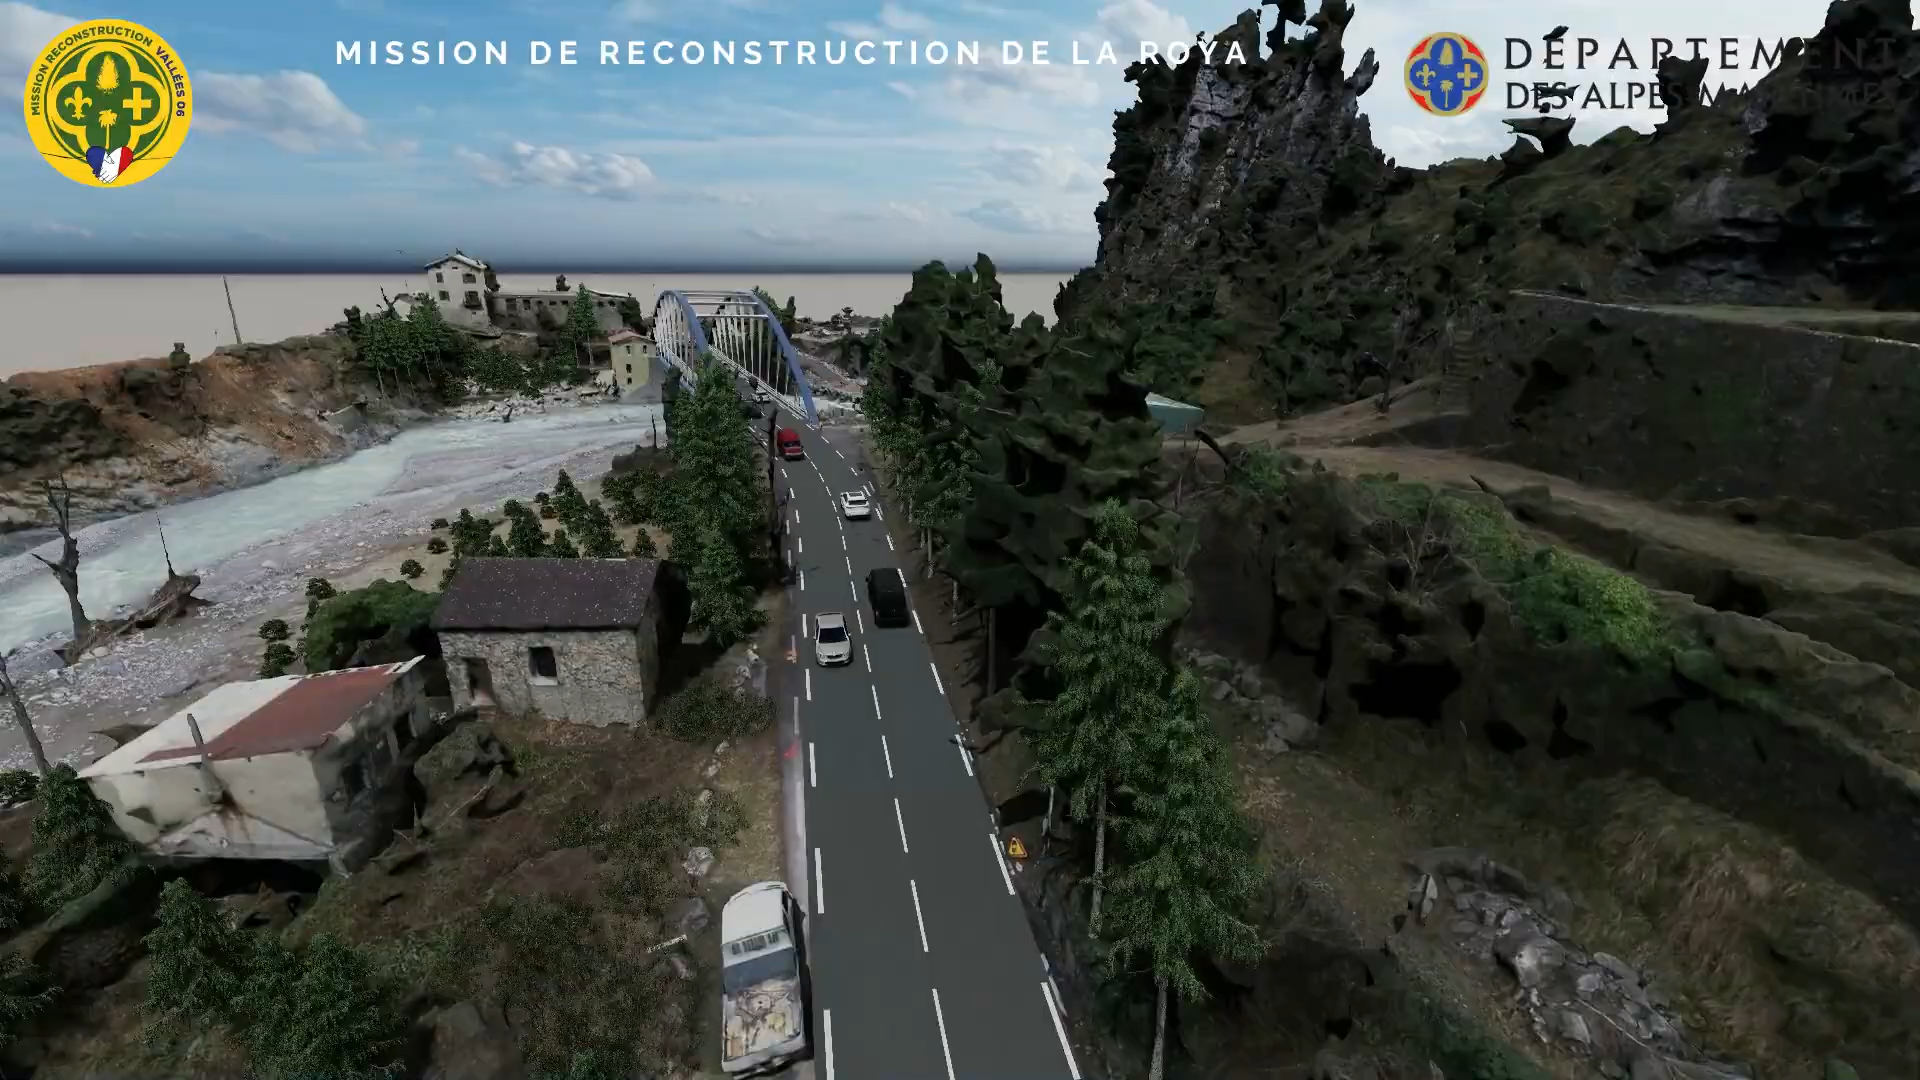 MISSION RECONSTRUCTION VALLÉES 06
MISSION DE RECONSTRUCTION DE LA ROYA
DÉPARTEMENT
DES ALPES-MARITIMES